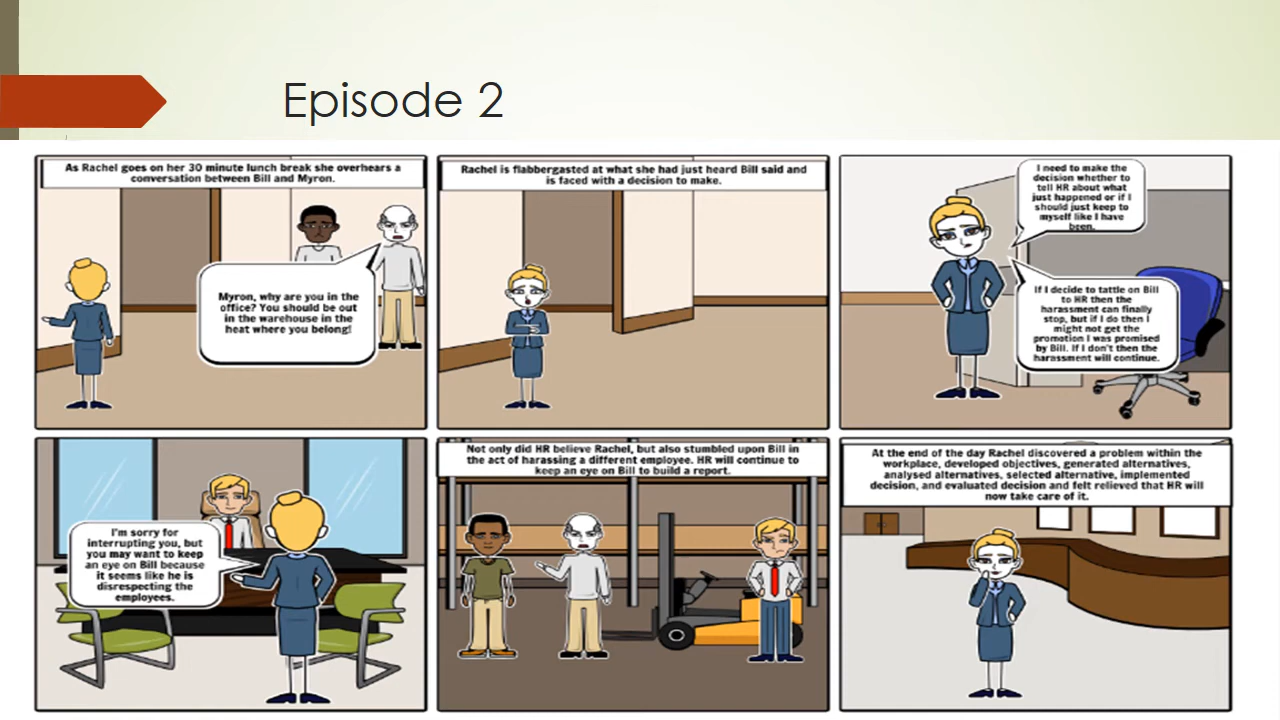 Episode 2
As Rachel goes on her 30 minute lunch break she overhears a
conversation between Bill and Myron.
Myron, why are you in the
office? You should be out
in the warehouse in the
heat where you belong!
Rachel is flabbergasted at what she had just heard Bill said and
is faced with a decision to make.
I need to make the
decision whether to
tell HR about what
just happened or if I
should just keep to
myself like I have
been.
If I decide to tattle on Bill
to HR then the
harassment can finally
stop, but if I do then I
might not get the
promotion I was promised
by Bill. If I don't then the
harassment will continue.
I'm sorry for
interrupting you, but
you may want to keep
an eye on Bill because
it seems like he is
disrespecting the
employees.
Not only did HR believe Rachel, but also stumbled upon Bill in
the act of harassing a different employee. HR will continue to
keep an eye on Bill to build a report.
At the end of the day Rachel discovered a problem within the
workplace, developed objectives, generated alternatives,
analysed alternatives, selected alternative, implemented
decision, and evaluated decision and felt relieved that HR will
now take care of it.